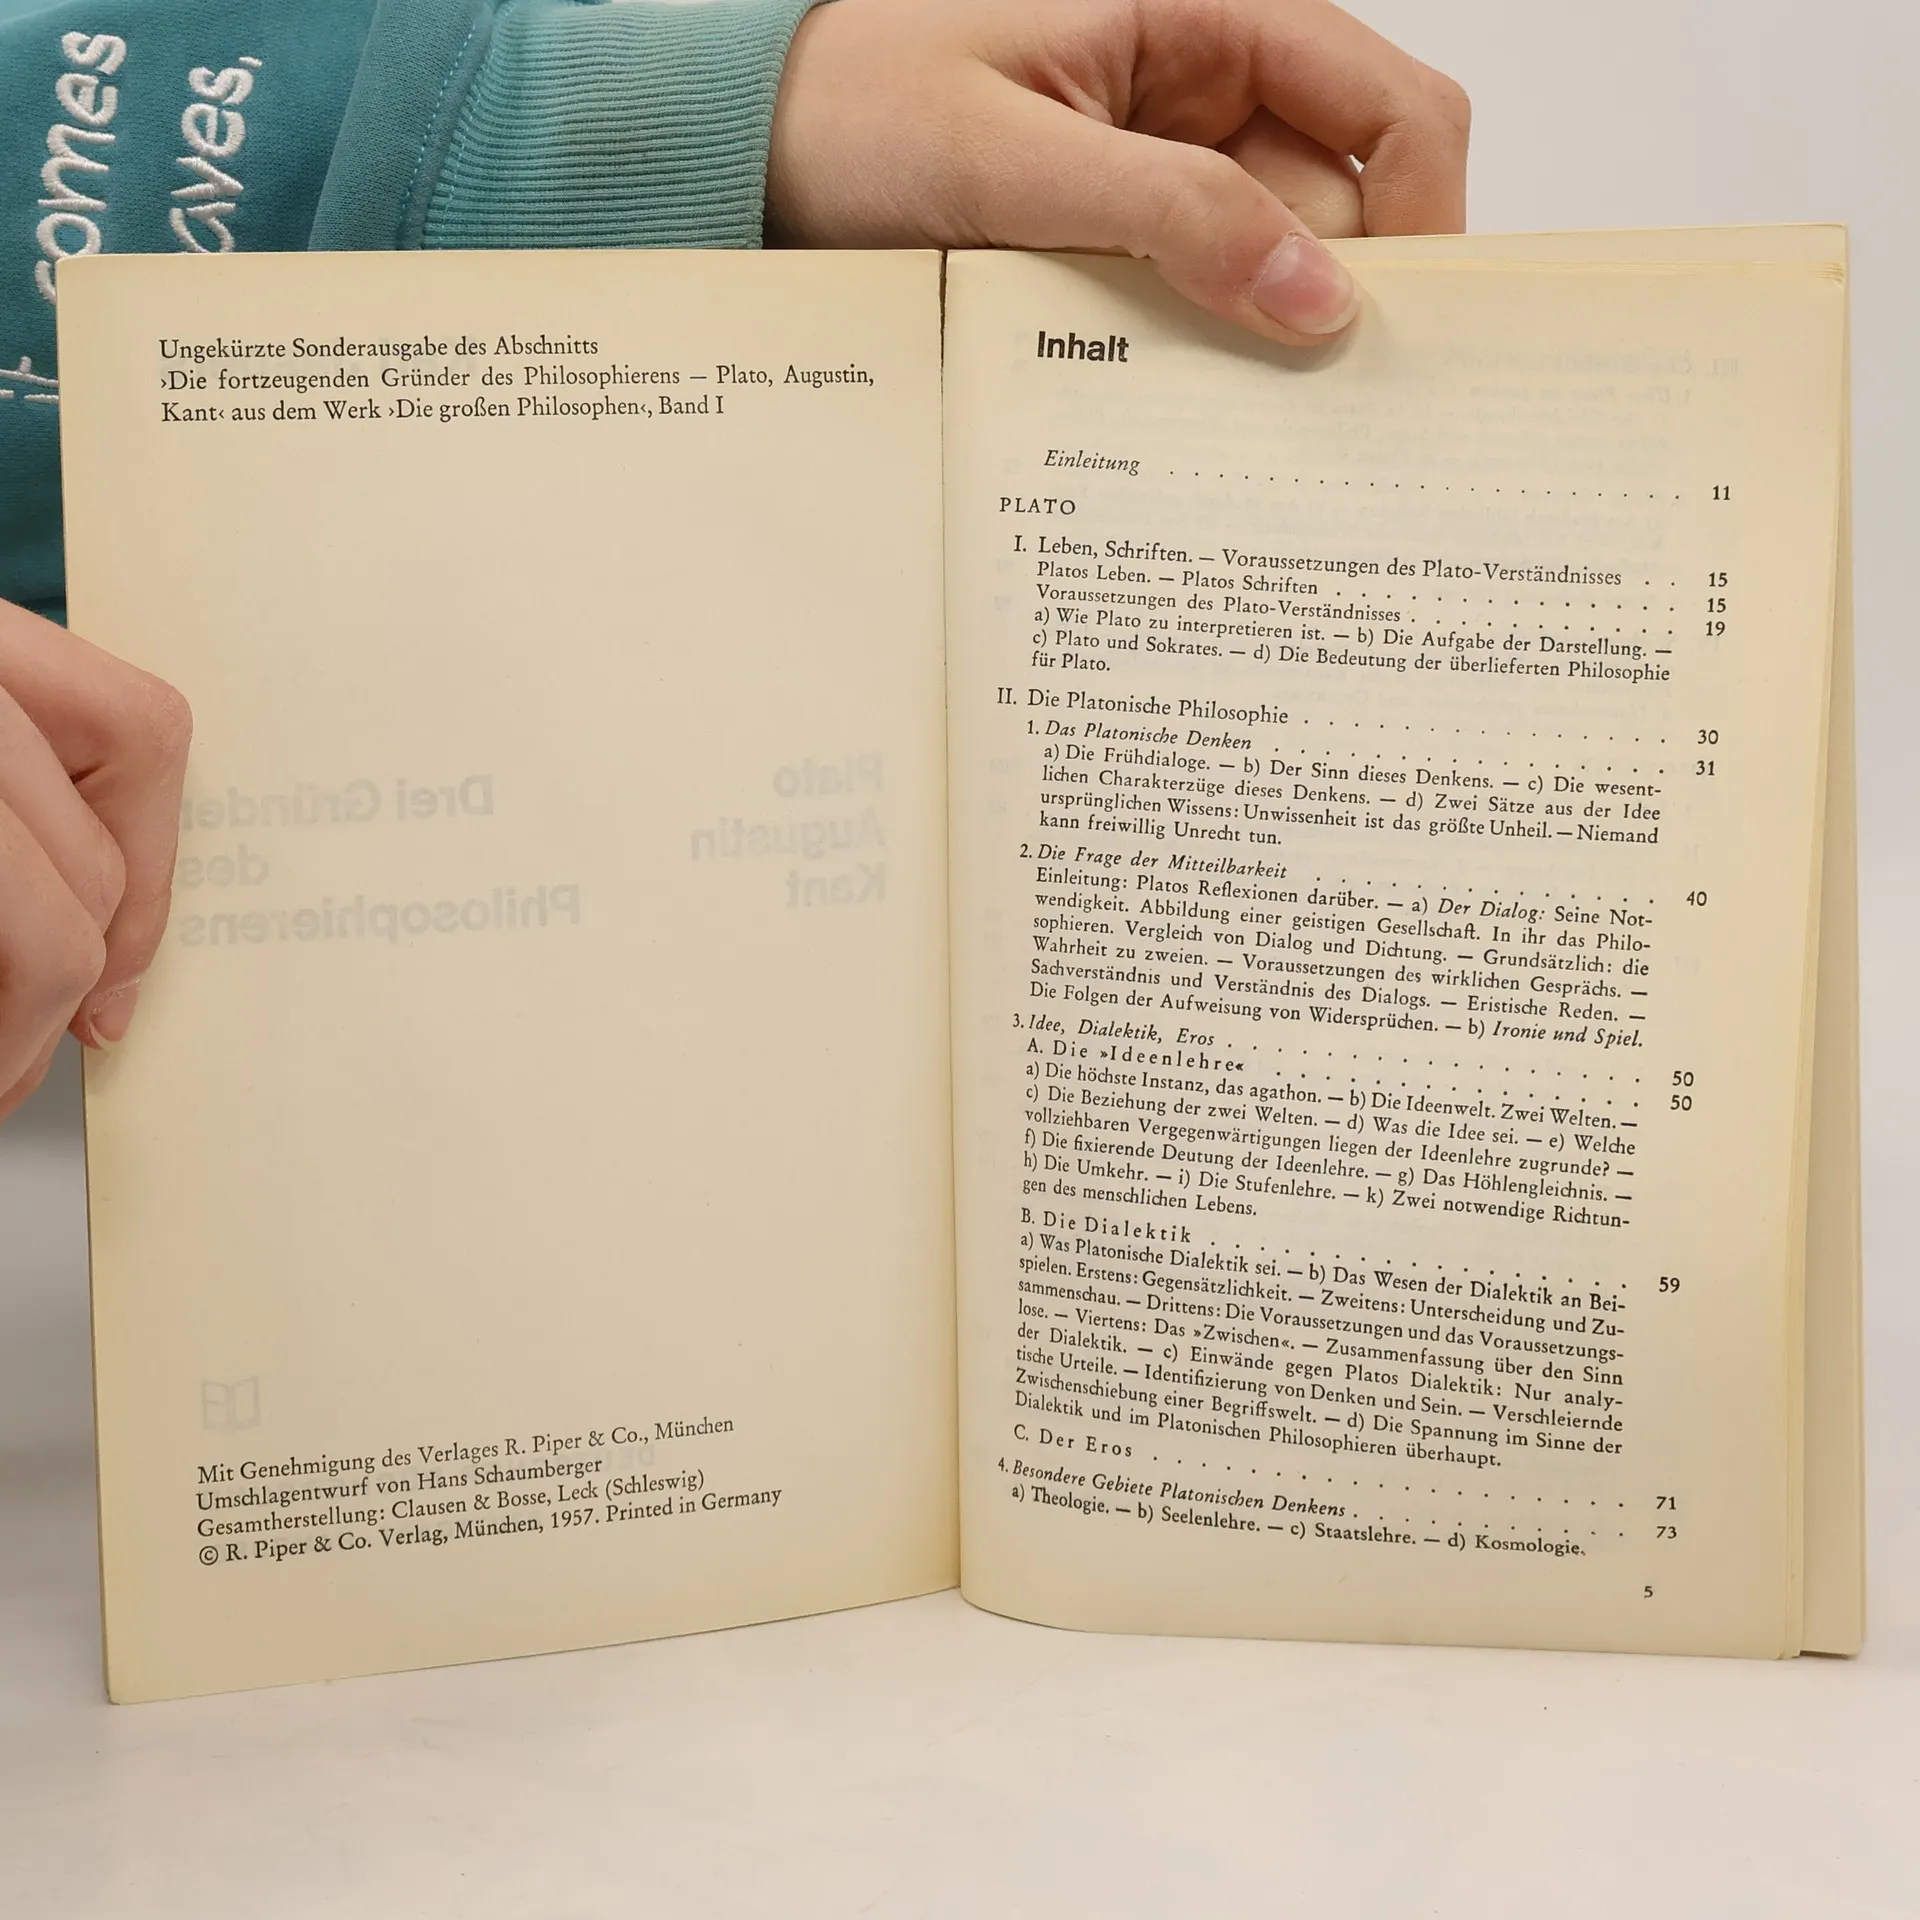 comes
aves,
it
Ungekürzte Sonderausgabe des Abschnitts
›Die fortzeugenden Gründer des Philosophierens — Plato, Augustin,
Kant‹ aus dem Werk ›Die großen Philosophen‹, Band I
Drei Gründer
des
Philosophierens
Plato
Augustin
Kant
Mit Genehmigung des Verlages R. Piper & Co., München
Umschlagentwurf von Hans Schaumberger
Gesamtherstellung: Clausen & Bosse, Leck (Schleswig)
© R. Piper & Co. Verlag, München, 1957. Printed in Germany
Inhalt
Einleitung . . . . . . . . . . . . . . . . . . . . . 11
PLATO
I. Leben, Schriften. — Voraussetzungen des Plato-Verständnisses . . 15
Platos Leben. — Platos Schriften . . . . . . . . . . . . . . 15
Voraussetzungen des Plato-Verständnisses . . . . . . . . . . . 19
a) Wie Plato zu interpretieren ist. — b) Die Aufgabe der Darstellung. —
c) Plato und Sokrates. — d) Die Bedeutung der überlieferten Philosophie
für Plato.
II. Die Platonische Philosophie . . . . . . . . . . . . . . . 30
1. Das Platonische Denken . . . . . . . . . . . . . . . . 31
a) Die Frühdialoge. — b) Der Sinn dieses Denkens. — c) Die wesent-
lichen Charakterzüge dieses Denkens. — d) Zwei Sätze aus der Idee
ursprünglichen Wissens: Unwissenheit ist das größte Unheil. — Niemand
kann freiwillig Unrecht tun.
2. Die Frage der Mitteilbarkeit . . . . . . . . . . . . . . 40
Einleitung: Platos Reflexionen darüber. — a) Der Dialog: Seine Not-
wendigkeit. Abbildung einer geistigen Gesellschaft. In ihr das Philo-
sophieren. Vergleich von Dialog und Dichtung. — Grundsätzlich: die
Wahrheit zu zweien. — Voraussetzungen des wirklichen Gesprächs. —
Sachverständnis und Verständnis des Dialogs. — Eristische Reden. —
Die Folgen der Aufweisung von Widersprüchen. — b) Ironie und Spiel.
3. Idee, Dialektik, Eros . . . . . . . . . . . . . . . . . 50
A. Die »Ideenlehre« . . . . . . . . . . . . . . . 50
a) Die höchste Instanz, das agathon. — b) Die Ideenwelt. Zwei Welten. —
c) Die Beziehung der zwei Welten. — d) Was die Idee sei. — e) Welche
vollziehbaren Vergegenwärtigungen liegen der Ideenlehre zugrunde? —
f) Die fixierende Deutung der Ideenlehre. — g) Das Höhlengleichnis. —
h) Die Umkehr. — i) Die Stufenlehre. — k) Zwei notwendige Richtun-
gen des menschlichen Lebens.
B. Die Dialektik . . . . . . . . . . . . . . . . . 59
a) Was Platonische Dialektik sei. — b) Das Wesen der Dialektik an Bei-
spielen. Erstens: Gegensätzlichkeit. — Zweitens: Unterscheidung und Zu-
sammenschau. — Drittens: Die Voraussetzungen und das Voraussetzungs-
lose. — Viertens: Das »Zwischen«. — Zusammenfassung über den Sinn
der Dialektik. — c) Einwände gegen Platos Dialektik: Nur analy-
tische Urteile. — Identifizierung von Denken und Sein. — Verschleiernde
Zwischenschiebung einer Begriffswelt. — d) Die Spannung im Sinne der
Dialektik und im Platonischen Philosophieren überhaupt.
C. Der Eros . . . . . . . . . . . . . . . . . . . 71
4. Besondere Gebiete Platonischen Denkens . . . . . . . . . . . 73
a) Theologie. — b) Seelenlehre. — c) Staatslehre. — d) Kosmologie.
5